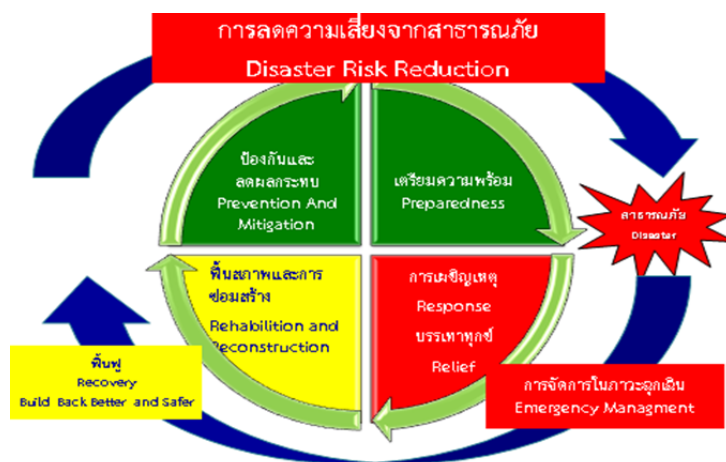 การลดความเสี่ยงจากสาธารณภัย
Disaster Risk Reduction
ป้องกันและ
ลดผลกระทบ
Prevention And
Mitigation
เตรียมความพร้อม
Preparedness
สาธารณภัย
Disaster
ฟื้นสภาพและการ
ซ่อมสร้าง
Rehabilition and
Reconstruction
การเผชิญเหตุ
Response
บรรเทาทุกข์
Relief
ฟื้นฟู
Recovery
Build Back Better and Safer
การจัดการในภาวะฉุกเฉิน
Emergency Managment